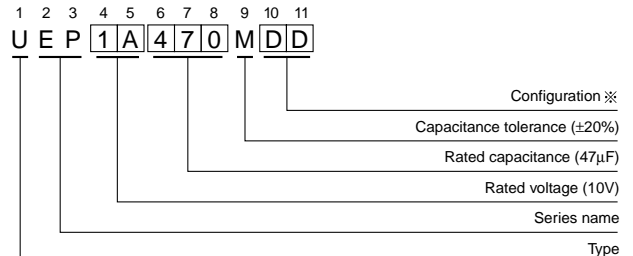 1 2 3 4 5 6 7 8 9 10 11
U E P 1 A 4 7 0 M D D
Configuration ※
Capacitance tolerance (±20%)
Rated capacitance (47µF)
Rated voltage (10V)
Series name
Type